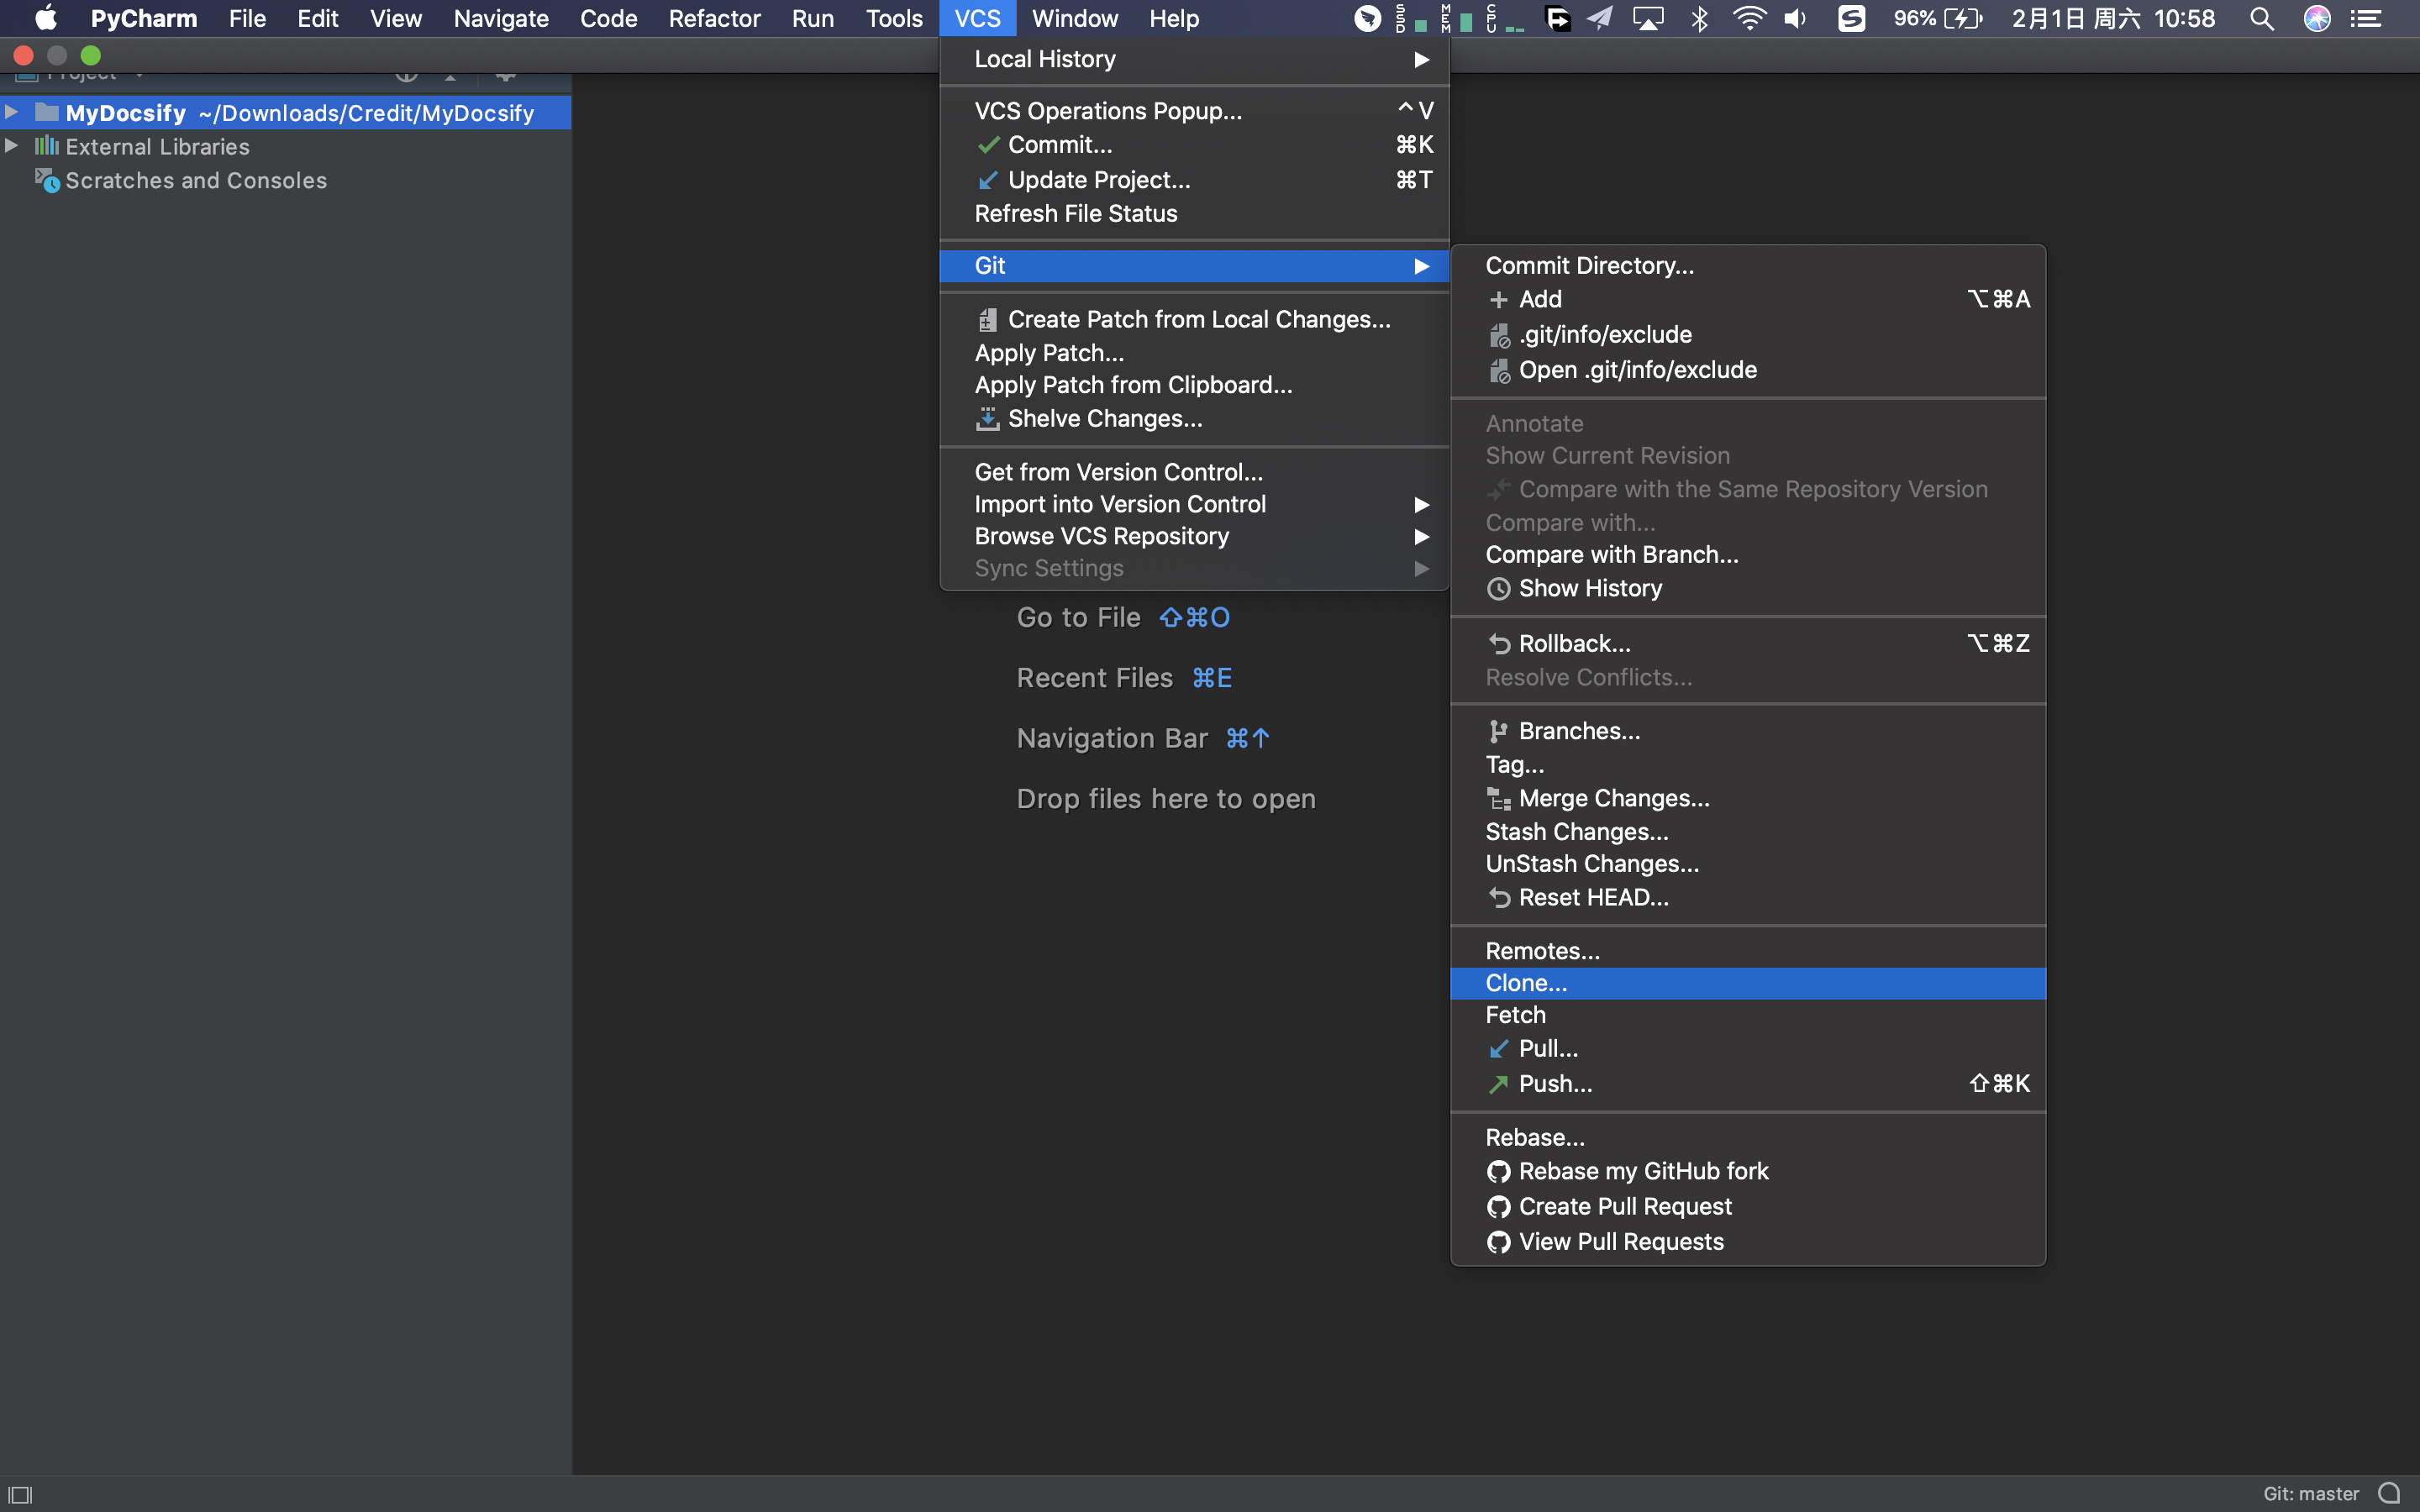 PyCharm File Edit View Navigate Code Refactor Run Tools VCS Window Help SSD MEM CPU 96% 2月1日 周六 10:58
Project
MyDocsify ~/Downloads/Credit/MyDocsify
External Libraries
Scratches and Consoles
Local History
VCS Operations Popup... ^V
Commit... ⌘K
Update Project... ⌘T
Refresh File Status
Git
Create Patch from Local Changes...
Apply Patch...
Apply Patch from Clipboard...
Shelve Changes...
Get from Version Control...
Import into Version Control
Browse VCS Repository
Sync Settings
Commit Directory...
Add ⌥⌘A
.git/info/exclude
Open .git/info/exclude
Annotate
Show Current Revision
Compare with the Same Repository Version
Compare with...
Compare with Branch...
Show History
Rollback... ⌥⌘Z
Resolve Conflicts...
Branches...
Tag...
Merge Changes...
Stash Changes...
UnStash Changes...
Reset HEAD...
Remotes...
Clone...
Fetch
Pull...
Push... ⇧⌘K
Rebase...
Rebase my GitHub fork
Create Pull Request
View Pull Requests
Go to File ⇧⌘O
Recent Files ⌘E
Navigation Bar ⌘↑
Drop files here to open
Git: master